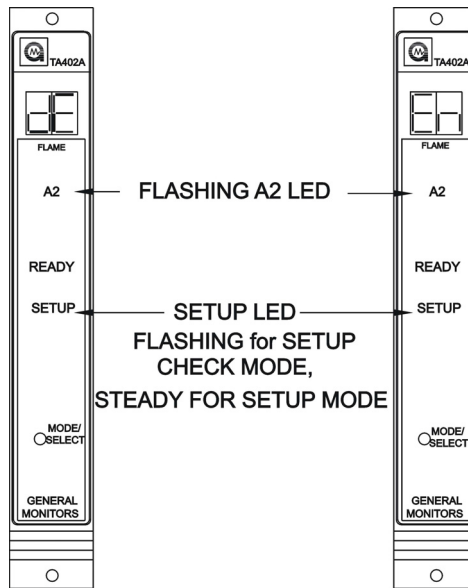 TA402A
dE
FLAME
A2
READY
SETUP
MODE/
SELECT
GENERAL
MONITORS
FLASHING A2 LED
SETUP LED
FLASHING for SETUP
CHECK MODE,
STEADY FOR SETUP MODE
TA402A
En
FLAME
A2
READY
SETUP
MODE/
SELECT
GENERAL
MONITORS